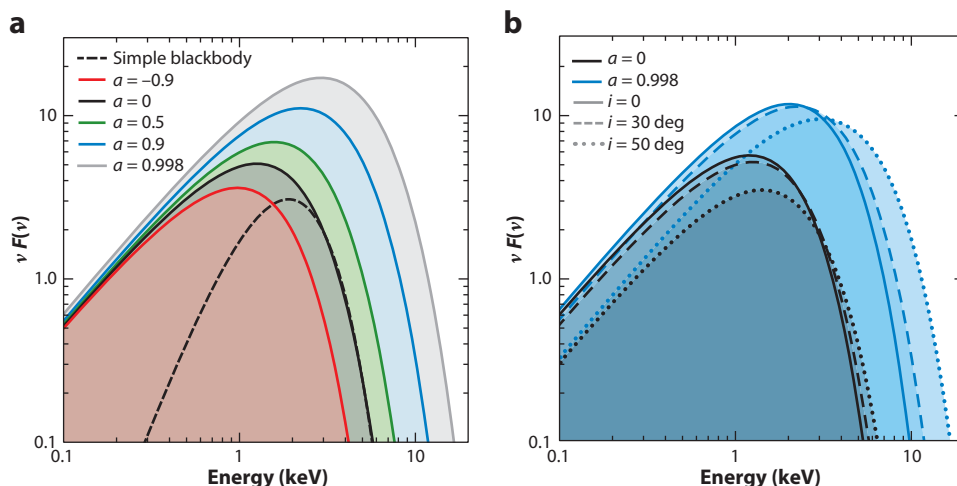 a
Simple blackbody
a = –0.9
a = 0
a = 0.5
a = 0.9
a = 0.998
10
1.0
0.1
ν F(ν)
0.1
1
10
Energy (keV)
b
a = 0
a = 0.998
i = 0
i = 30 deg
i = 50 deg
10
1.0
0.1
ν F(ν)
0.1
1
10
Energy (keV)